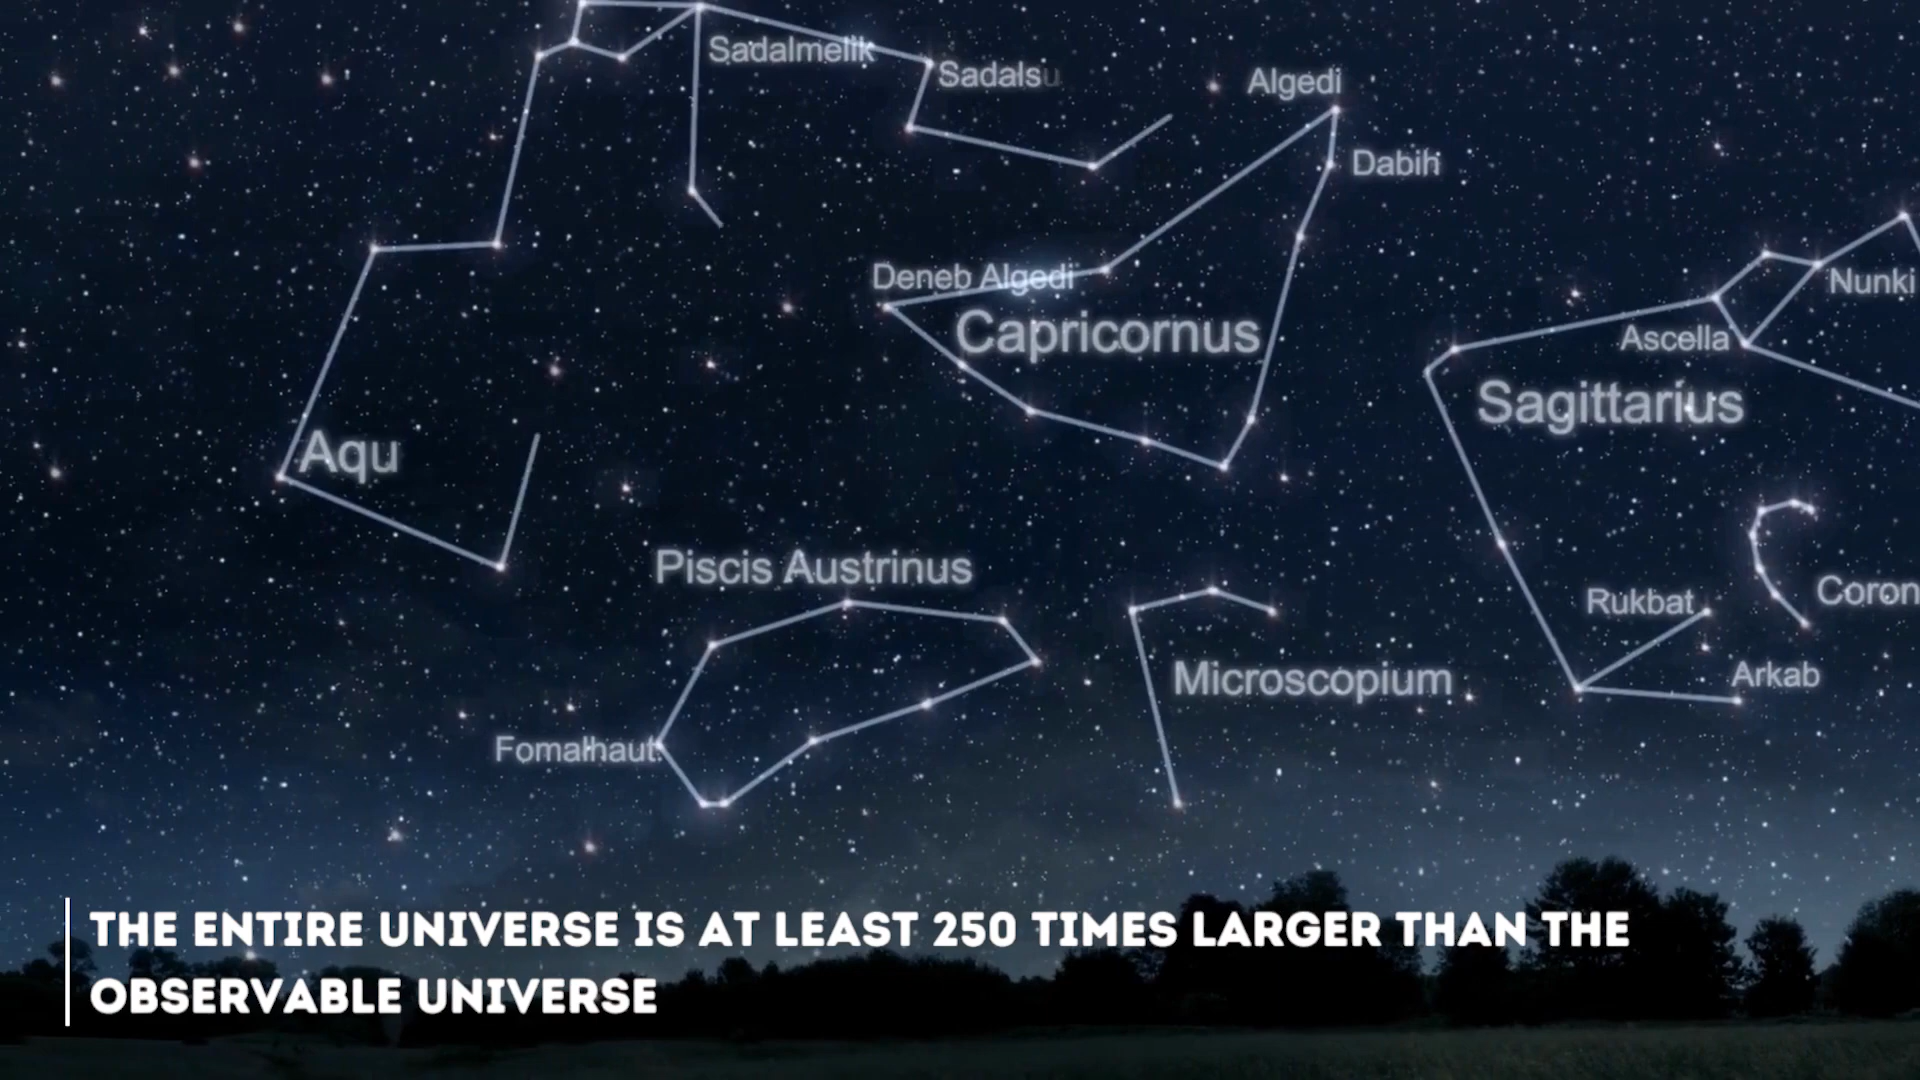 Sadalmelik
Sadalsu
Algedi
Dabih
Deneb Algedi
Nunki
Capricornus
Ascella
Sagittarius
Aqu
Piscis Austrinus
Coron
Rukbat
Microscopium
Arkab
Fomalhaut
THE ENTIRE UNIVERSE IS AT LEAST 250 TIMES LARGER THAN THE
OBSERVABLE UNIVERSE